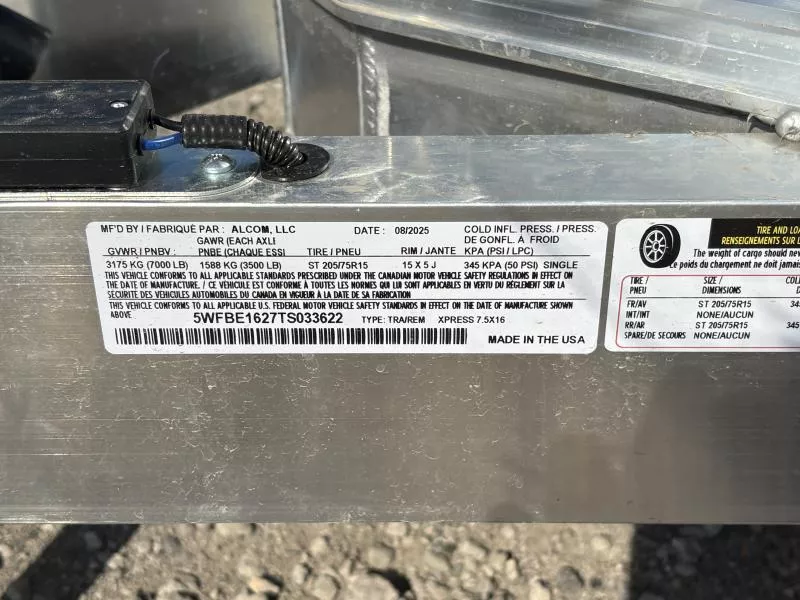 MF'D BY / FABRIQUÉ PAR : ALCOM, LLC DATE : 08/2025 COLD INFL. PRESS. / PRESS.
GAWR (EACH AXLE DE GONFL. À FROID
GVWR / PNBV : PNBE (CHAQUE ESSI TIRE / PNEU RIM / JANTE KPA (PSI / LPC)
3175 KG (7000 LB) 1588 KG (3500 LB) ST 205/75R15 15 X 5 J 345 KPA (50 PSI) SINGLE
THIS VEHICLE CONFORMS TO ALL APPLICABLE STANDARDS PRESCRIBED UNDER THE CANADIAN MOTOR VEHICLE SAFETY REGULATIONS IN EFFECT ON
THE DATE OF MANUFACTURE. / CE VÉHICULE EST CONFORME À TOUTES LES NORMES QUI LUI SONT APPLICABLES EN VERTU DU RÈGLEMENT SUR LA
SÉCURITÉ DES VÉHICULES AUTOMOBILES DU CANADA EN VIGUEUR À LA DATE DE SA FABRICATION
THIS VEHICLE CONFORMS TO ALL APPLICABLE U.S. FEDERAL MOTOR VEHICLE SAFETY STANDARDS IN EFFECT ON THE DATE OF MANUFACTURE SHOWN
ABOVE. 5WFBE1627TS033622 TYPE: TRA/REM XPRESS 7.5X16
MADE IN THE USA
TIRE AND LOA
RENSEIGNEMENTS SUR L
The weight of cargo should neve
Le poids du chargement ne doit jamais
TIRE / SIZE / COL
PNEU DIMENSIONS
FR/AV ST 205/75R15 345
INT/INT NONE/AUCUN
RR/AR ST 205/75R15 345
SPARE/DE SECOURS NONE/AUCUN